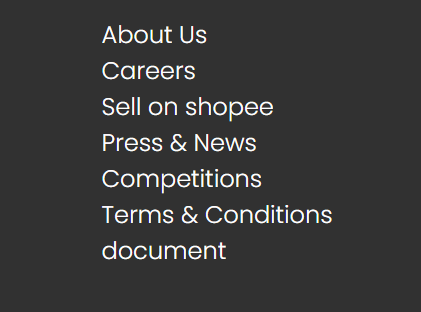 About Us
Careers
Sell on shopee
Press & News
Competitions
Terms & Conditions
document